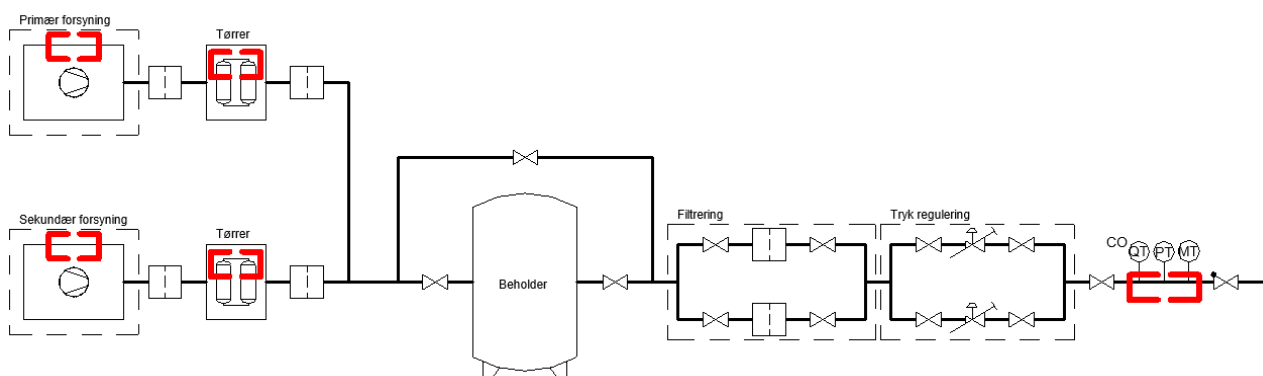 Primær forsyning
Tørrer
Sekundær forsyning
Tørrer
Beholder
Filtrering
Tryk regulering
CO
QT
PT
MT